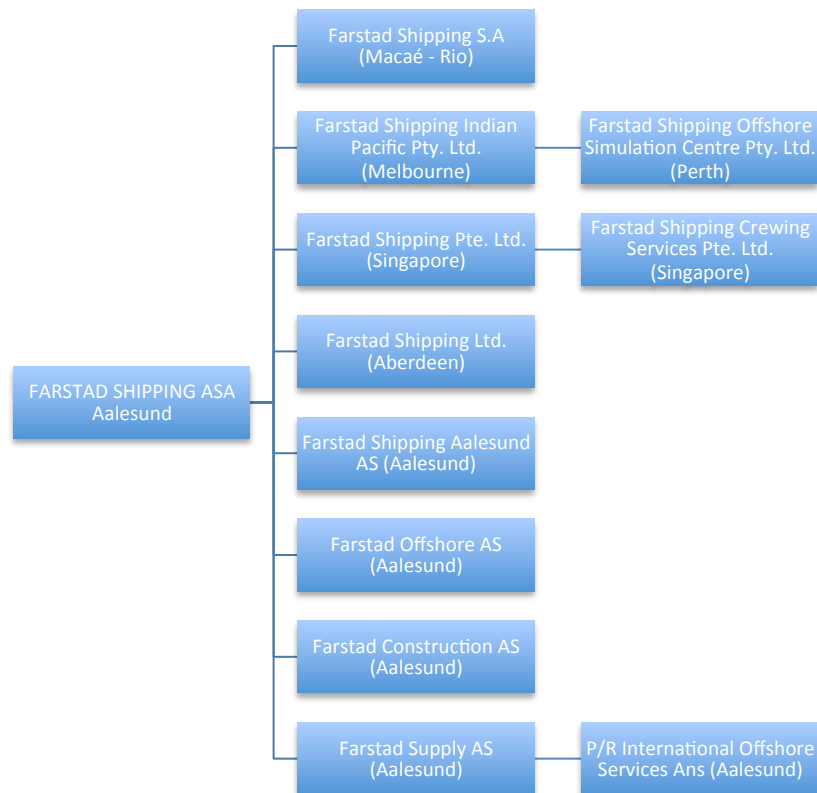 Farstad Shipping S.A
(Macaé - Rio)
Farstad Shipping Indian
Pacific Pty. Ltd.
(Melbourne)
Farstad Shipping Offshore
Simulation Centre Pty. Ltd.
(Perth)
Farstad Shipping Pte. Ltd.
(Singapore)
Farstad Shipping Crewing
Services Pte. Ltd.
(Singapore)
Farstad Shipping Ltd.
(Aberdeen)
FARSTAD SHIPPING ASA
Aalesund
Farstad Shipping Aalesund
AS (Aalesund)
Farstad Offshore AS
(Aalesund)
Farstad Construction AS
(Aalesund)
Farstad Supply AS
(Aalesund)
P/R International Offshore
Services Ans (Aalesund)